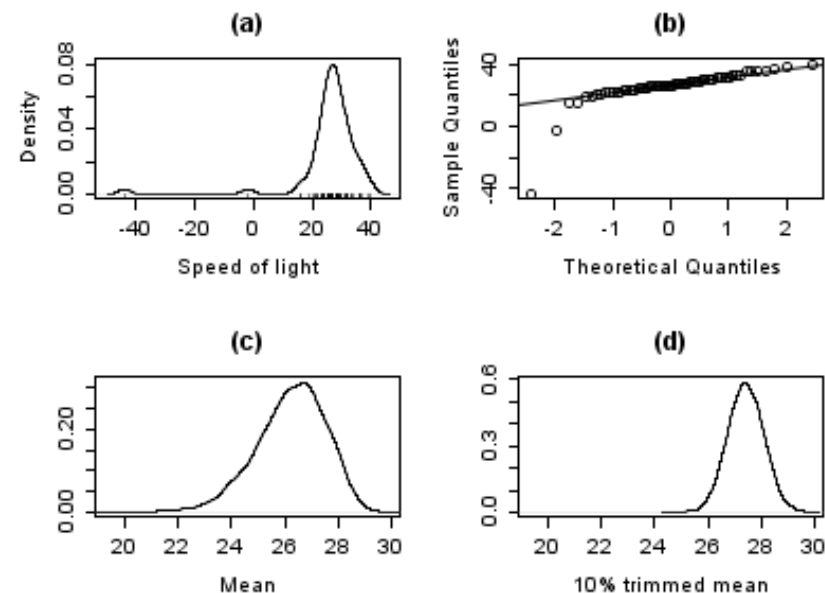 (a)
Density
0.00 0.04 0.08
-40 -20 0 20 40
Speed of light
(b)
Sample Quantiles
-40 0 40
-2 -1 0 1 2
Theoretical Quantiles
(c)
0.00 0.20
20 22 24 26 28 30
Mean
(d)
0.0 0.3 0.6
20 22 24 26 28 30
10% trimmed mean